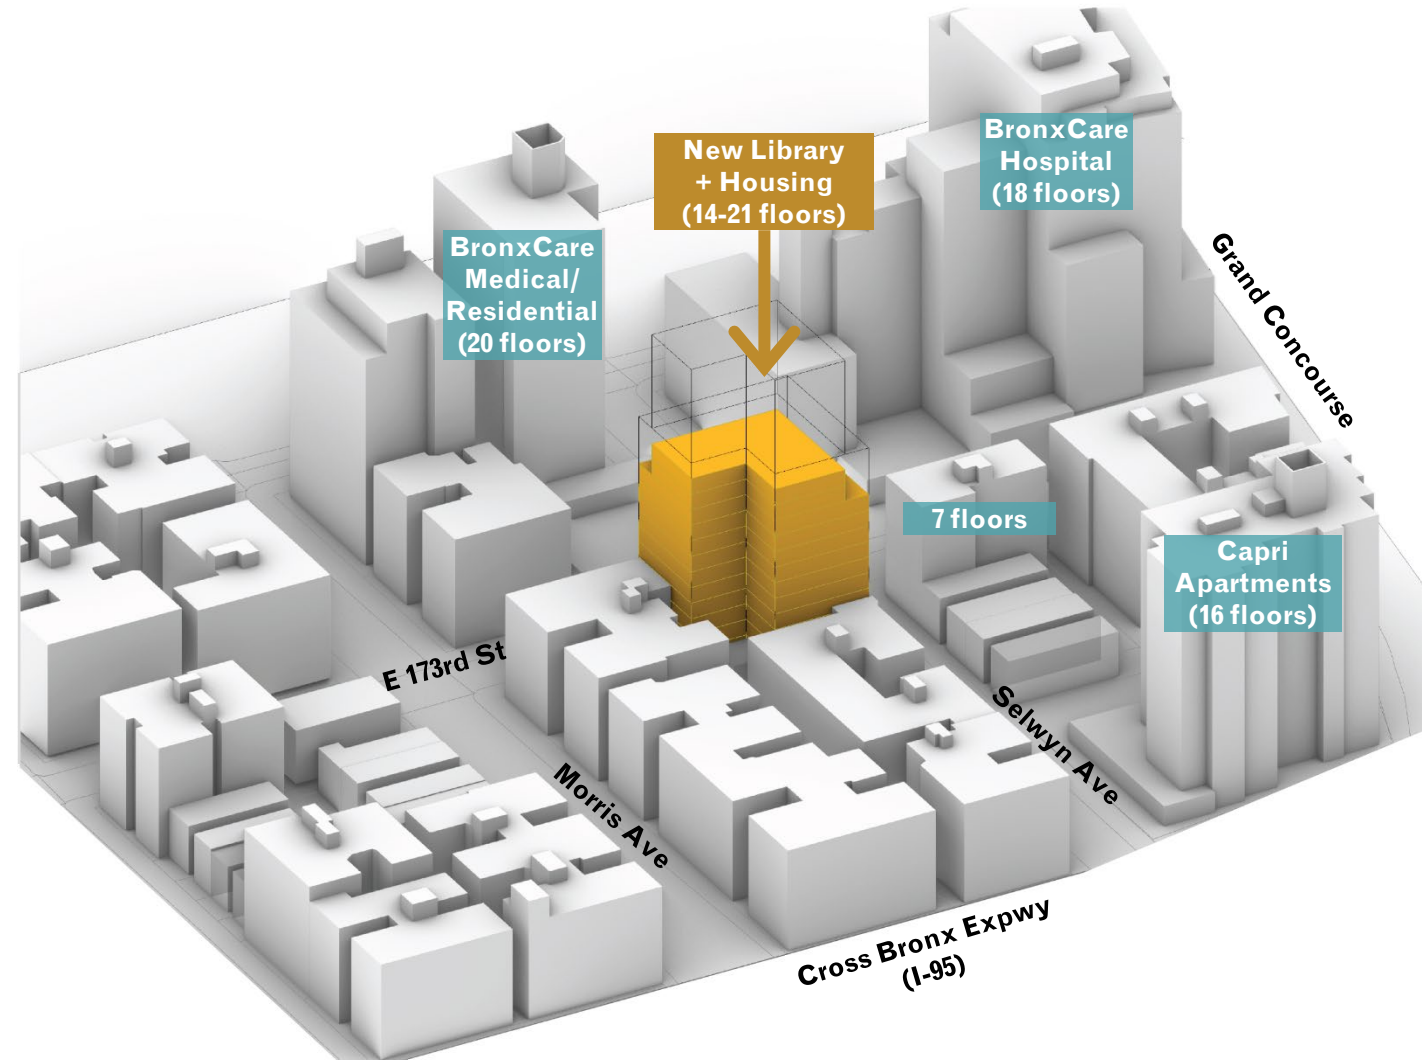 New Library
+ Housing
(14-21 floors)
BronxCare
Hospital
(18 floors)
BronxCare
Medical/
Residential
(20 floors)
Grand Concourse
7 floors
Capri
Apartments
(16 floors)
E 173rd St
Selwyn Ave
Morris Ave
Cross Bronx Expwy
(I-95)